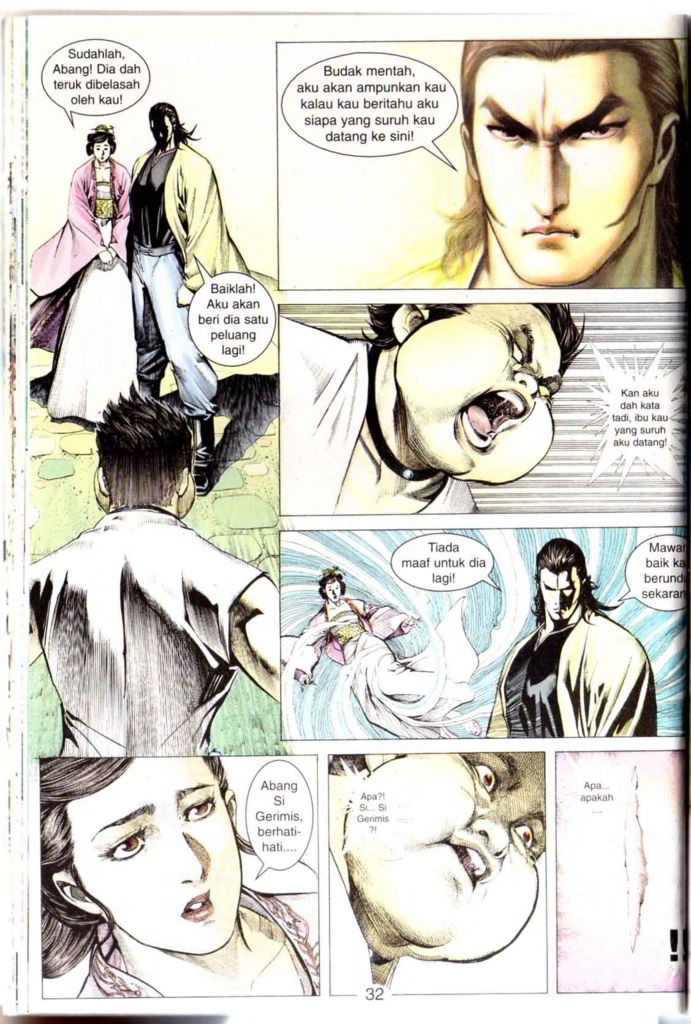 Sudahlah,
Abang! Dia dah
teruk dibelasah
oleh kau!
Baiklah!
Aku akan
beri dia satu
peluang
lagi!
Budak mentah,
aku akan ampunkan kau
kalau kau beritahu aku
siapa yang suruh kau
datang ke sini!
Kan aku
dah kata
tadi, ibu kau
yang suruh
aku datang!
Tiada
maaf untuk dia
lagi!
baik
sekarang
Abang
Si
Gerimis,
berhati-
hati....
Apa?!
Si... Si
Gerimis
?!
Apa...
apakah
....
!!
32